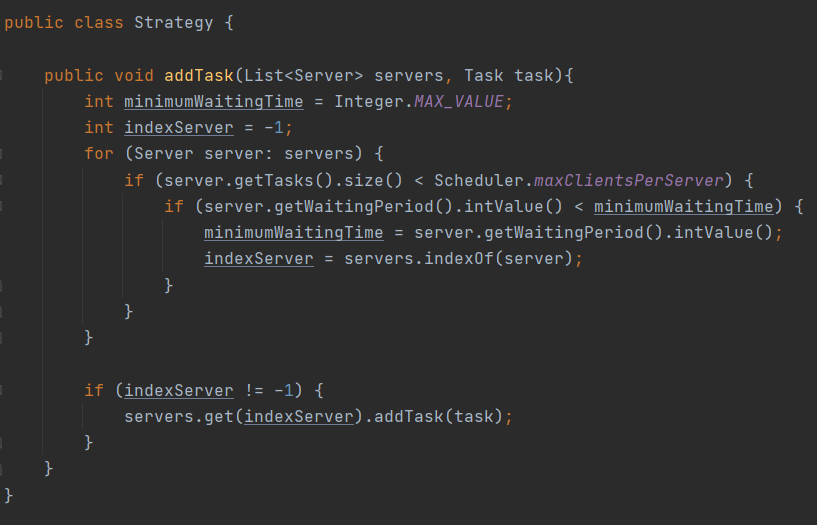 public class Strategy {
public void addTask(List<Server> servers, Task task){
int minimumWaitingTime = Integer.MAX_VALUE;
int indexServer = -1;
for (Server server: servers) {
if (server.getTasks().size() < Scheduler.maxClientsPerServer) {
if (server.getWaitingPeriod().intValue() < minimumWaitingTime) {
minimumWaitingTime = server.getWaitingPeriod().intValue();
indexServer = servers.indexOf(server);
}
}
}
if (indexServer != -1) {
servers.get(indexServer).addTask(task);
}
}
}